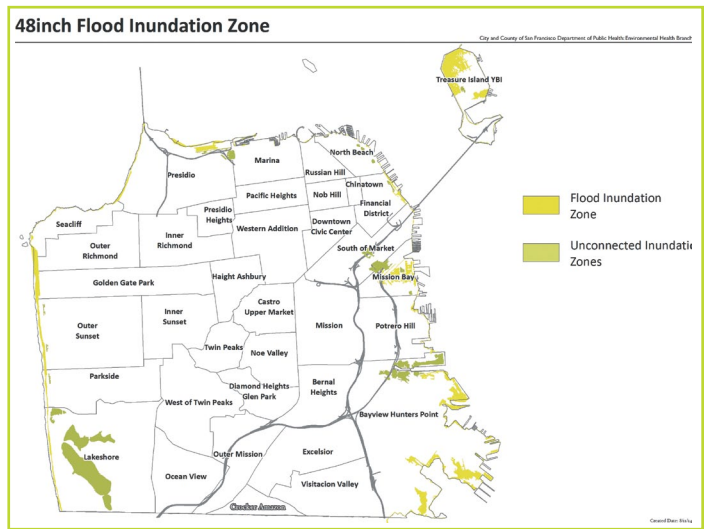 48inch Flood Inundation Zone
City and County of San Francisco Department of Public Health Environmental Health Branch
Treasure Island YBI
North Beach
Marina
Russian Hill
Presidio
Chinatown
Pacific Heights
Nob Hill
Financial
District
Flood Inundation
Zone
Presidio
Heights
Downtown
Civic Center
Seacliff
Western Addition
Inner
Richmond
Outer
Richmond
South of Market
Unconnected Inundati
Zones
Golden Gate Park
Haight Ashbury
Mission Bay
Castro
Upper Market
Inner
Sunset
Outer
Sunset
Mission
Potrero Hill
Twin Peaks
Noe Valley
Parkside
Diamond Heights
Glen Park
Bernal
Heights
West of Twin Peaks
Bayview Hunters Point
Lakeshore
Outer Mission
Excelsior
Ocean View
Visitacion Valley
Crocker Amazon
Created Date: